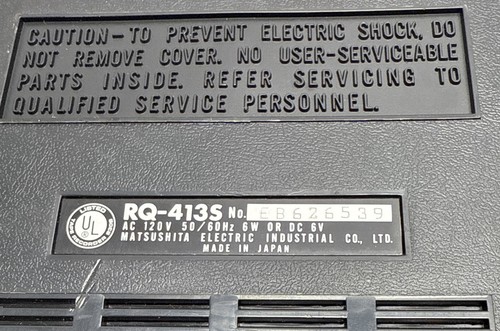 CAUTION-TO PREVENT ELECTRIC SHOCK, DO
NOT REMOVE COVER. NO USER-SERVICEABLE
PARTS INSIDE. REFER SERVICING TO
QUALIFIED SERVICE PERSONNEL.
LISTED
UL
TAPE RECORDER
RQ-413S No. EB626539
AC 120V 50/60Hz 6W OR DC 6V
MATSUSHITA ELECTRIC INDUSTRIAL CO., LTD.
MADE IN JAPAN